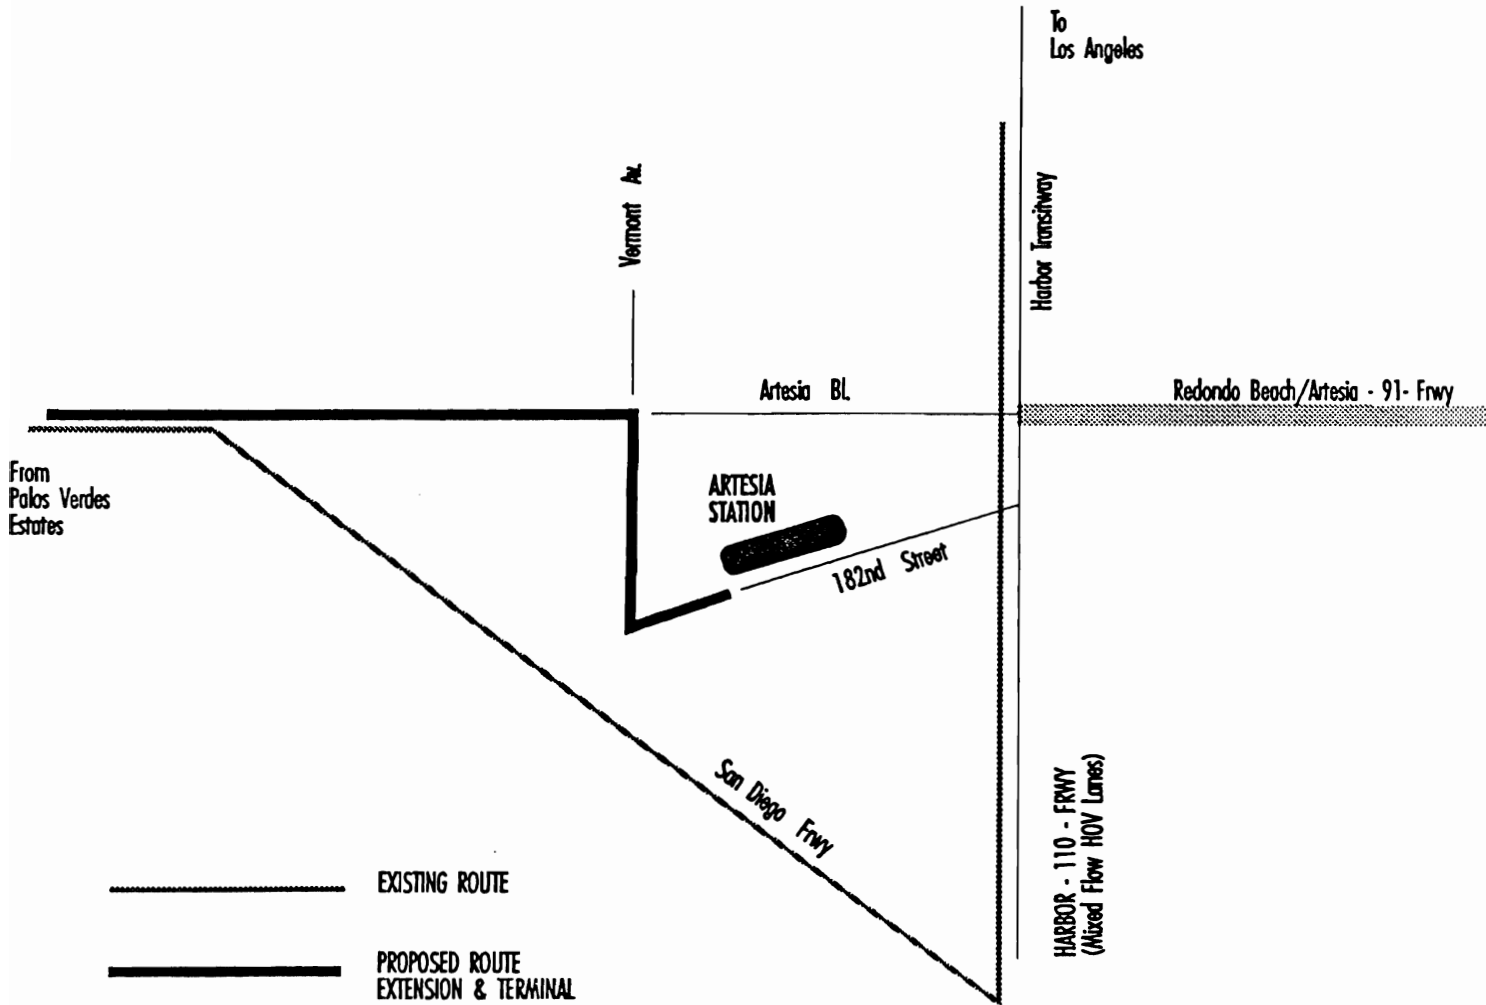 To
Los Angeles
Vermont Av.
Harbor Transitway
Artesia Bl.
Redondo Beach/Artesia - 91- Frwy
From
Palos Verdes
Estates
ARTESIA
STATION
182nd Street
San Diego Frwy
HARBOR - 110 - FRWY
(Mixed Flow HOV Lanes)
EXISTING ROUTE
PROPOSED ROUTE
EXTENSION & TERMINAL